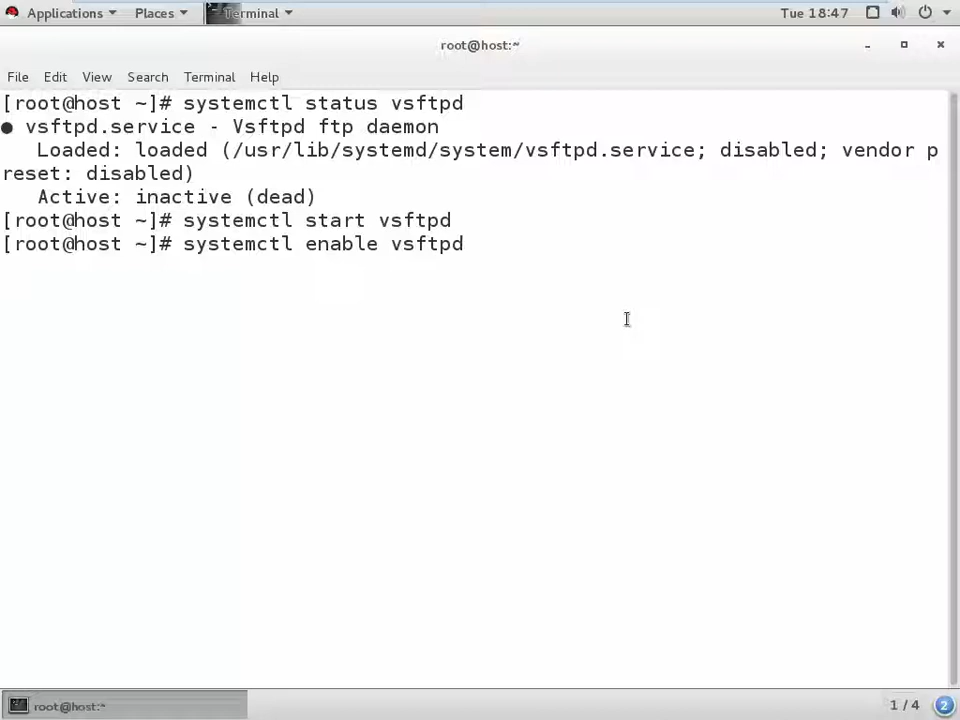 Applications Places Terminal Tue 18:47
root@host:~
File Edit View Search Terminal Help
[root@host ~]# systemctl status vsftpd
● vsftpd.service - Vsftpd ftp daemon
Loaded: loaded (/usr/lib/systemd/system/vsftpd.service; disabled; vendor p
reset: disabled)
Active: inactive (dead)
[root@host ~]# systemctl start vsftpd
[root@host ~]# systemctl enable vsftpd
root@host:~ 1 / 4 2